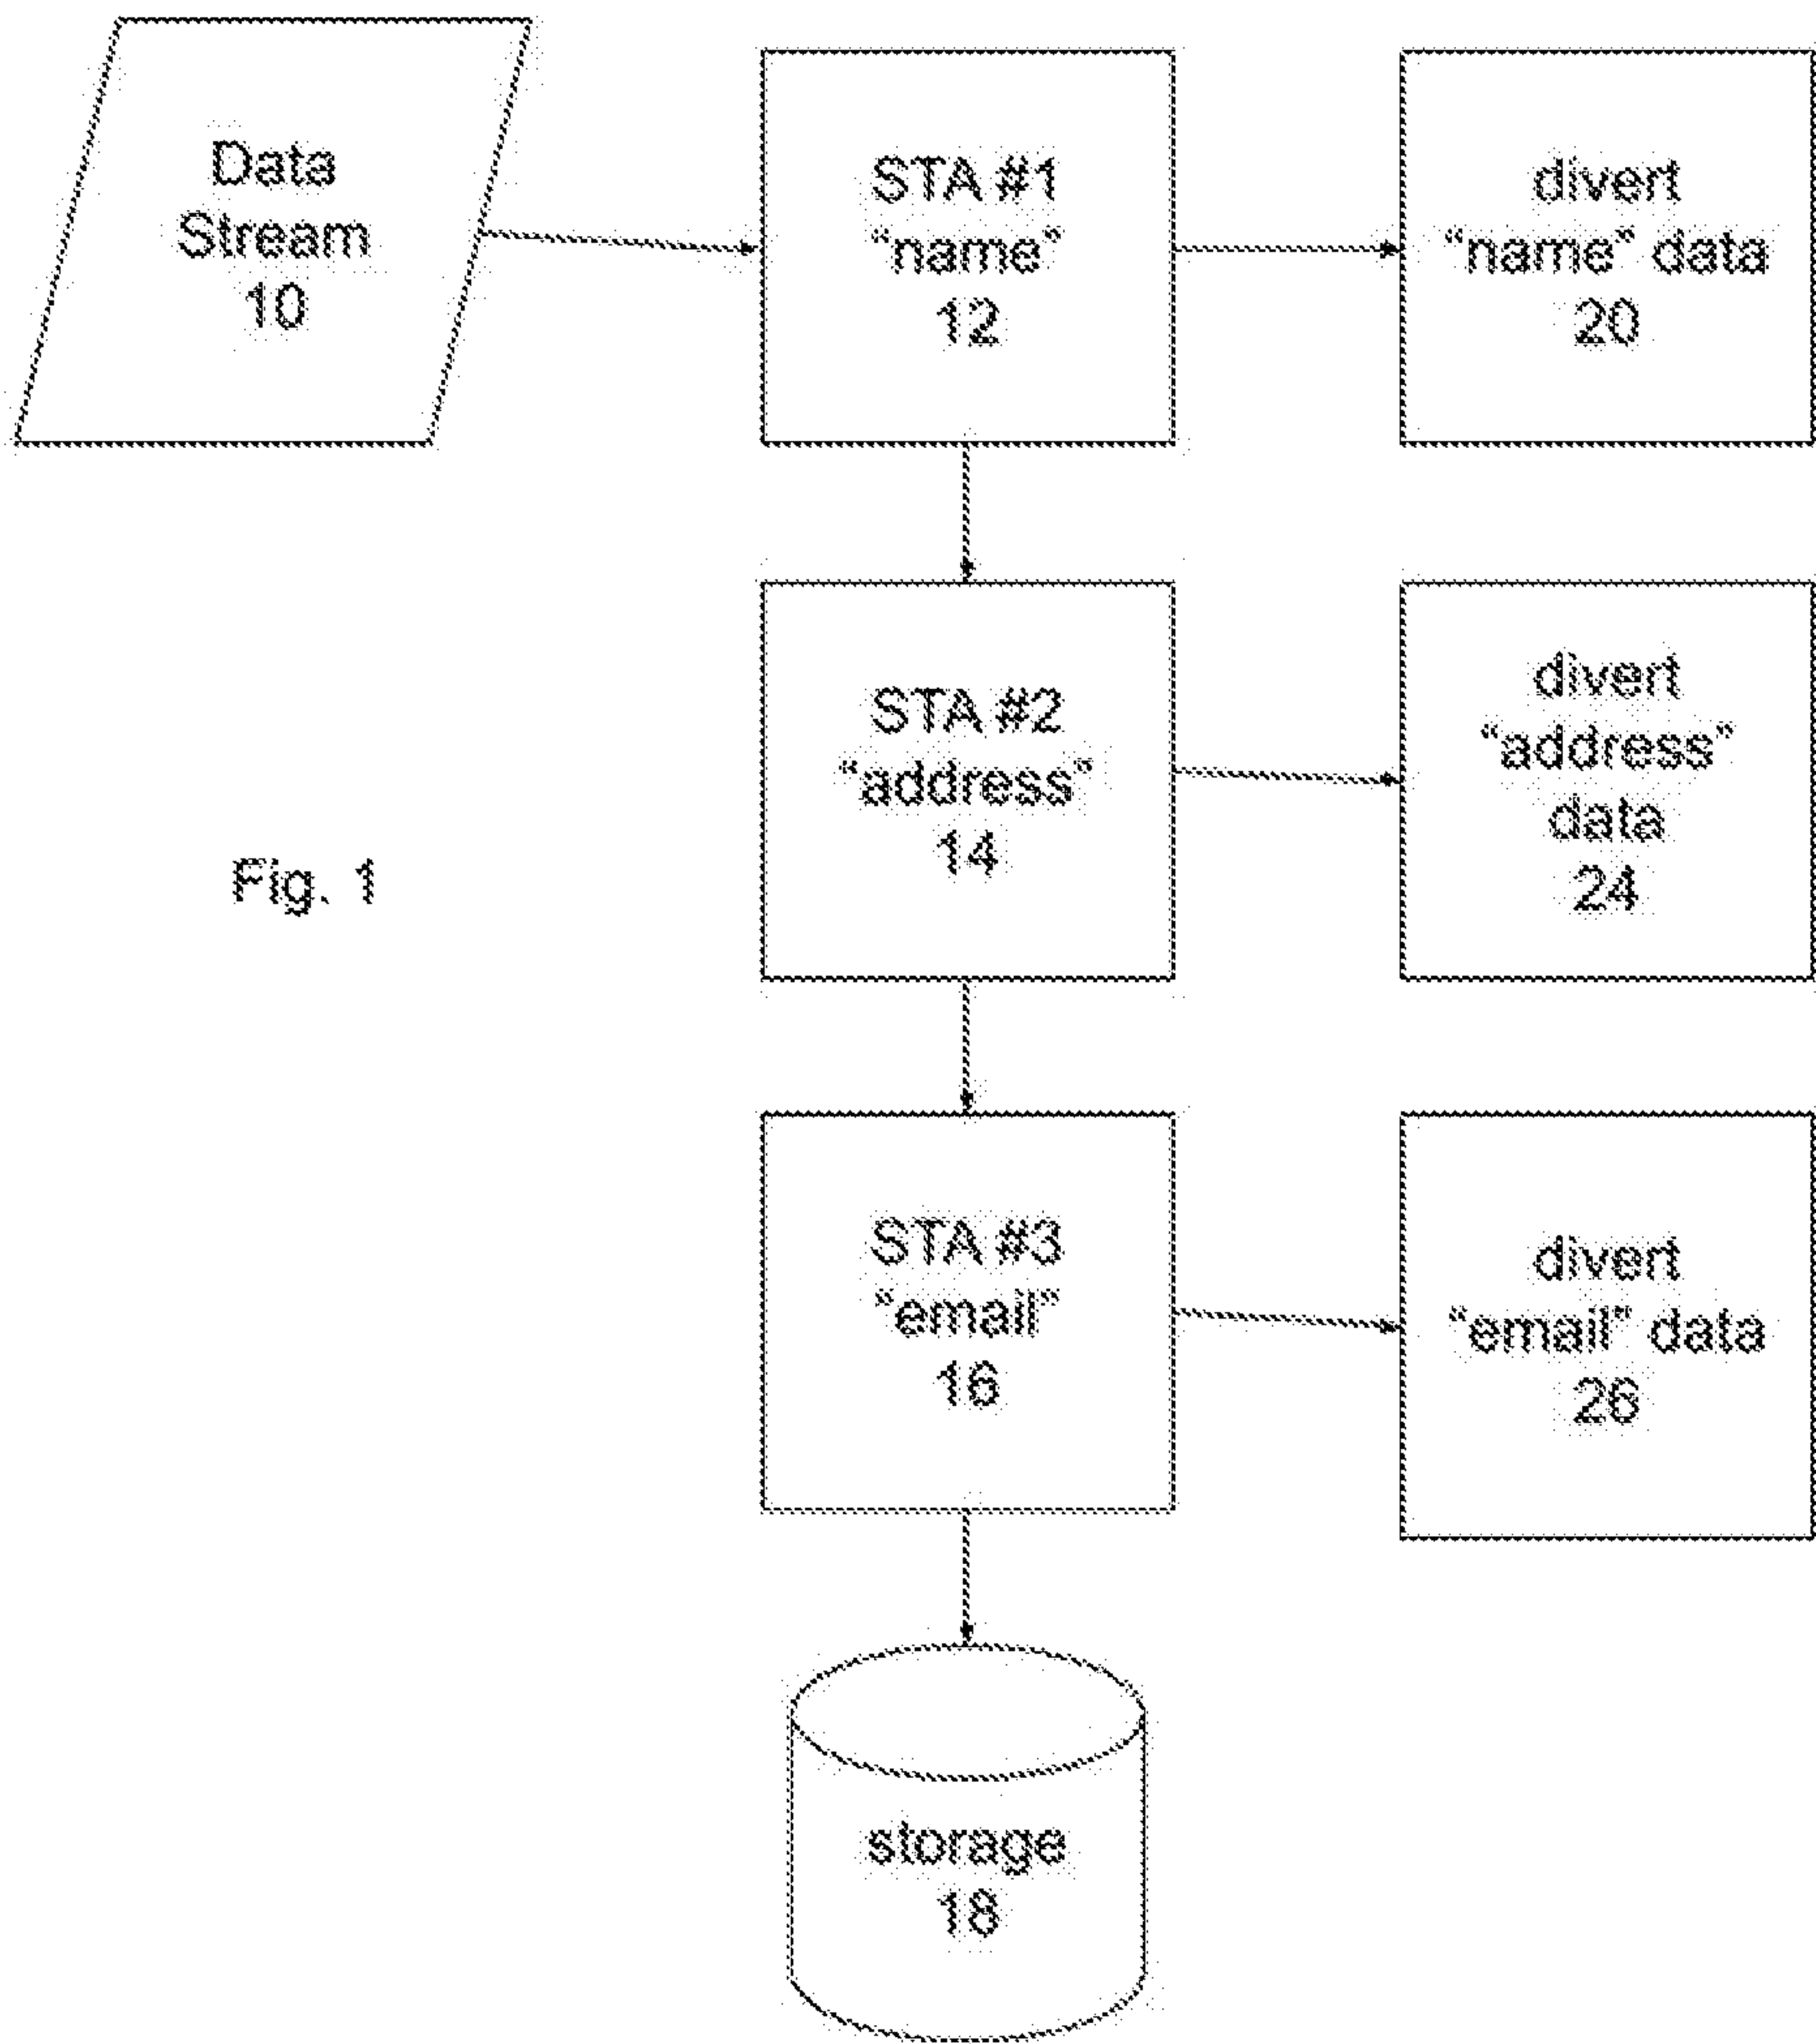 Data
Stream
10
STA #1
“name”
12
divert
“name” data
20
STA #2
“address”
14
divert
“address”
data
24
Fig. 1
STA #3
“email”
16
divert
“email” data
26
storage
18